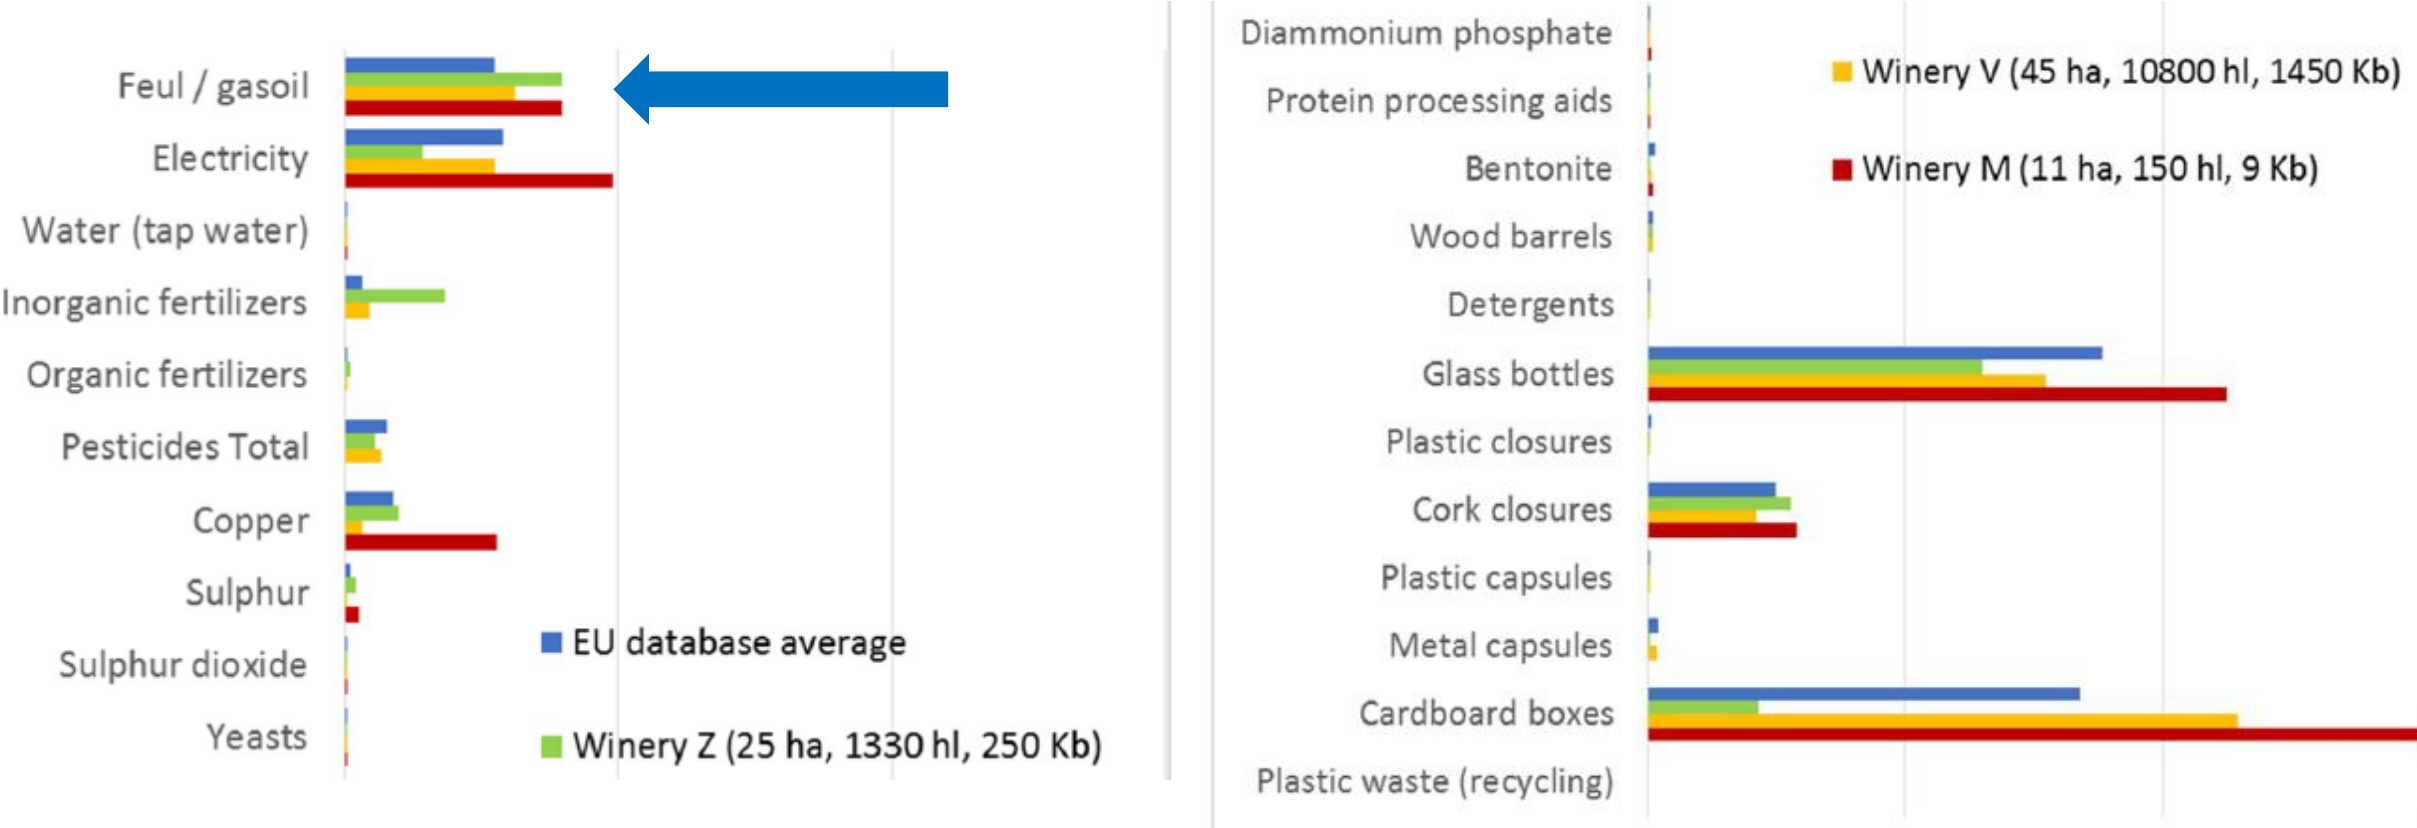 Feul / gasoil
Electricity
Water (tap water)
Inorganic fertilizers
Organic fertilizers
Pesticides Total
Copper
Sulphur
Sulphur dioxide
Yeasts
EU database average
Winery Z (25 ha, 1330 hl, 250 Kb)
Diammonium phosphate
Protein processing aids
Bentonite
Wood barrels
Detergents
Glass bottles
Plastic closures
Cork closures
Plastic capsules
Metal capsules
Cardboard boxes
Plastic waste (recycling)
Winery V (45 ha, 10800 hl, 1450 Kb)
Winery M (11 ha, 150 hl, 9 Kb)